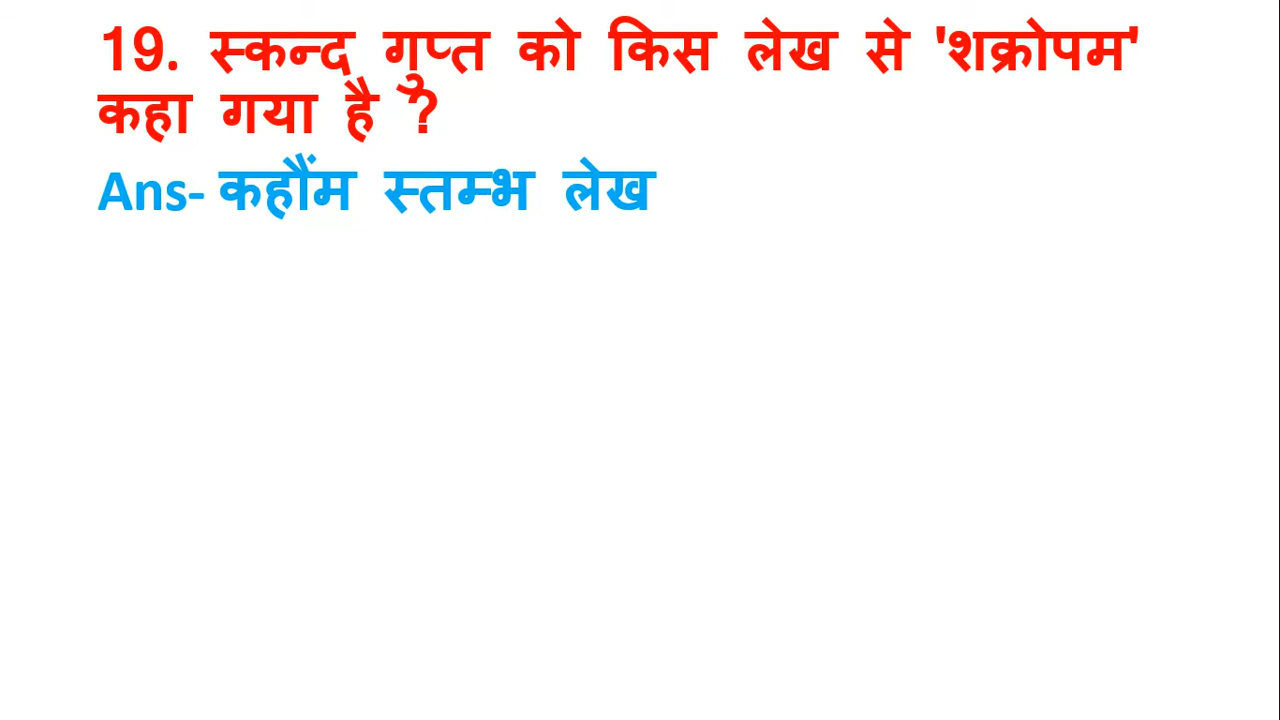 19. स्कन्द गुप्त को किस लेख से 'शक्रोपम'
कहा गया है ?
Ans- कहौंम स्तम्भ लेख